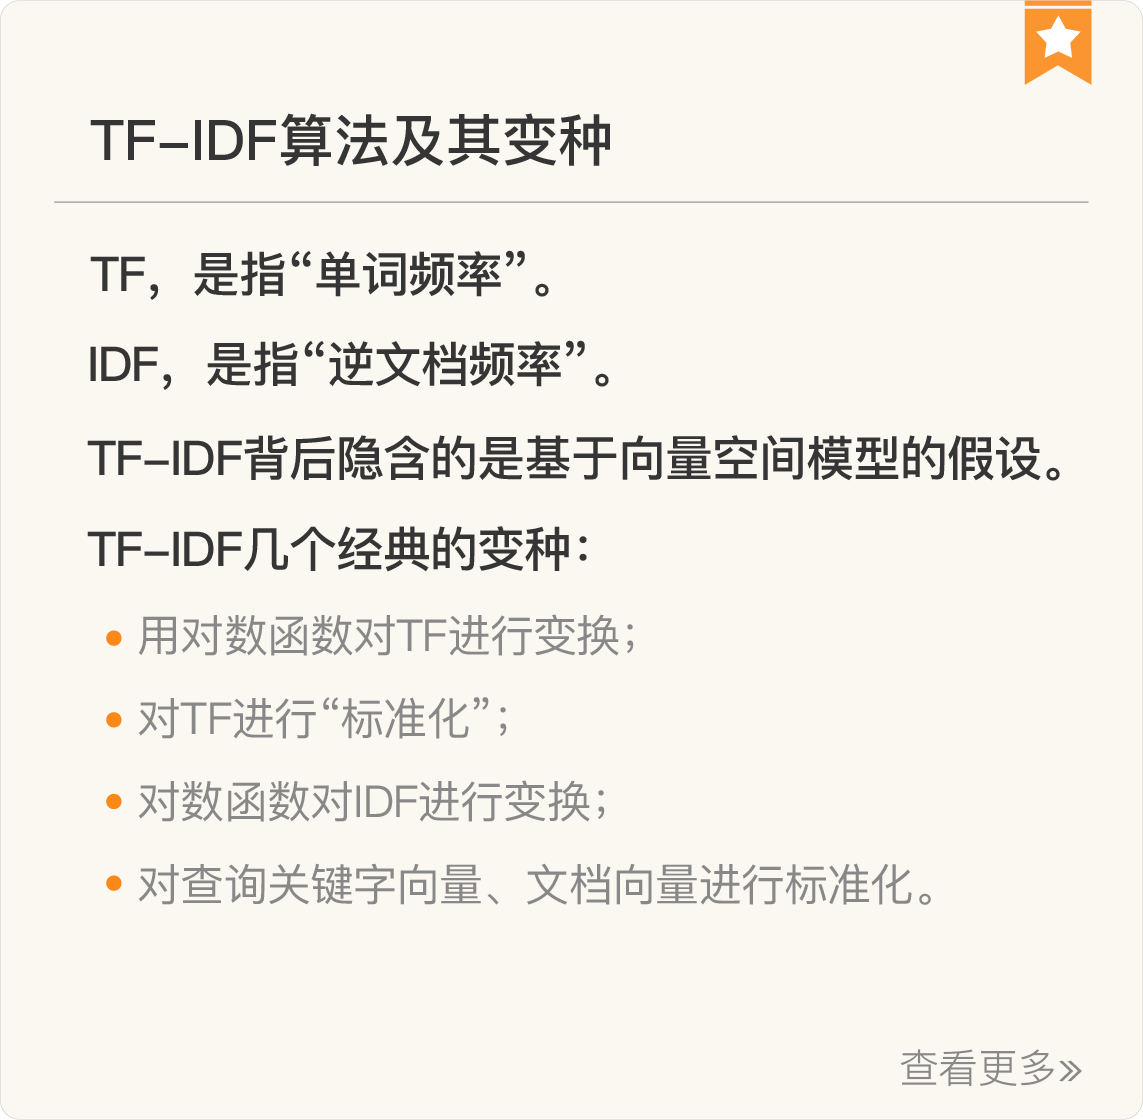 TF–IDF算法及其变种
TF，是指“单词频率”。
IDF，是指“逆文档频率”。
TF–IDF背后隐含的是基于向量空间模型的假设。
TF–IDF几个经典的变种：
用对数函数对TF进行变换；
对TF进行“标准化”；
对数函数对IDF进行变换；
对查询关键字向量、文档向量进行标准化。
查看更多»